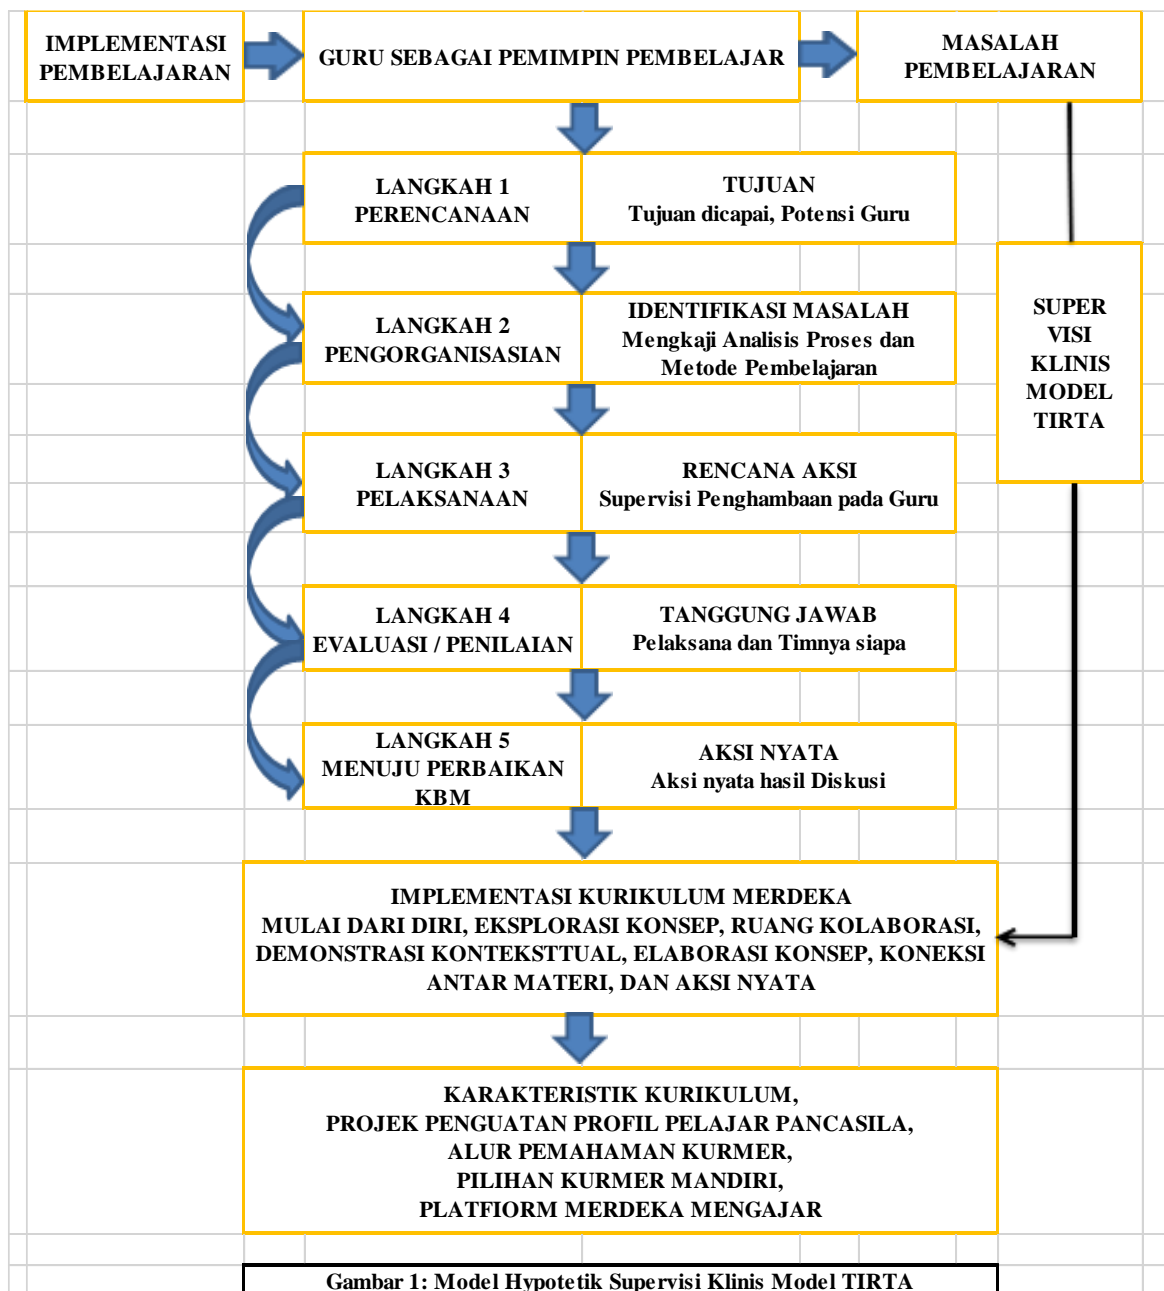 IMPLEMENTASI
PEMBELAJARAN
GURU SEBAGAI PEMIMPIN PEMBELAJAR
MASALAH
PEMBELAJARAN
LANGKAH 1
PERENCANAAN
TUJUAN
Tujuan dicapai, Potensi Guru
LANGKAH 2
PENGORGANISASIAN
IDENTIFIKASI MASALAH
Mengkaji Analisis Proses dan
Metode Pembelajaran
SUPER
VISI
KLINIS
MODEL
TIRTA
LANGKAH 3
PELAKSANAAN
RENCANA AKSI
Supervisi Penghambaan pada Guru
LANGKAH 4
EVALUASI / PENILAIAN
TANGGUNG JAWAB
Pelaksana dan Timnya siapa
LANGKAH 5
MENUJU PERBAIKAN
KBM
AKSI NYATA
Aksi nyata hasil Diskusi
IMPLEMENTASI KURIKULUM MERDEKA
MULAI DARI DIRI, EKSPLORASI KONSEP, RUANG KOLABORASI,
DEMONSTRASI KONTEKSTTUAL, ELABORASI KONSEP, KONEKSI
ANTAR MATERI, DAN AKSI NYATA
KARAKTERISTIK KURIKULUM,
PROJEK PENGUATAN PROFIL PELAJAR PANCASILA,
ALUR PEMAHAMAN KURMER,
PILIHAN KURMER MANDIRI,
PLATFIORM MERDEKA MENGAJAR
Gambar 1: Model Hypotetik Supervisi Klinis Model TIRTA